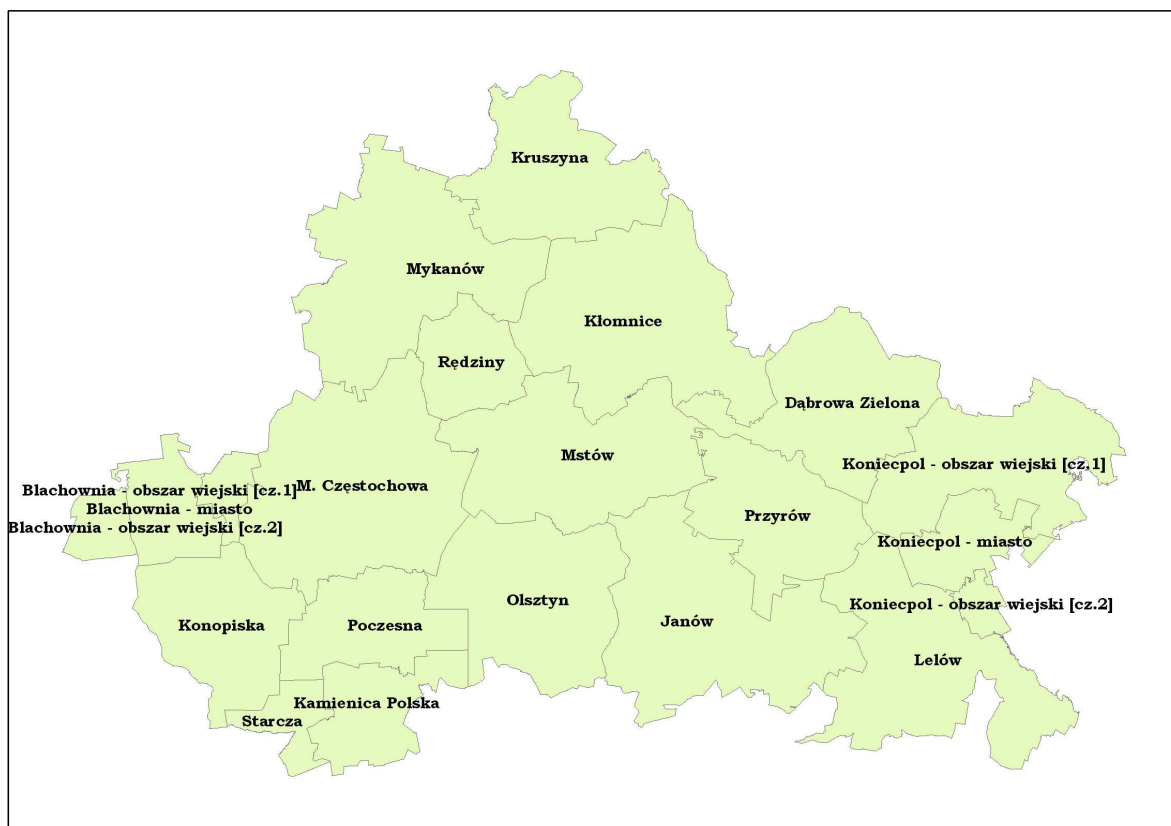 Kruszyna
Mykanów
Kłomnice
Rędziny
Dąbrowa Zielona
Mstów
Koniecpol - obszar wiejski [cz.1]
M. Częstochowa
Blachownia - obszar wiejski [cz.1]
Blachownia - miasto
Przyrów
Blachownia - obszar wiejski [cz.2]
Koniecpol - miasto
Olsztyn
Koniecpol - obszar wiejski [cz.2]
Janów
Konopiska
Poczesna
Lelów
Kamienica Polska
Starcza